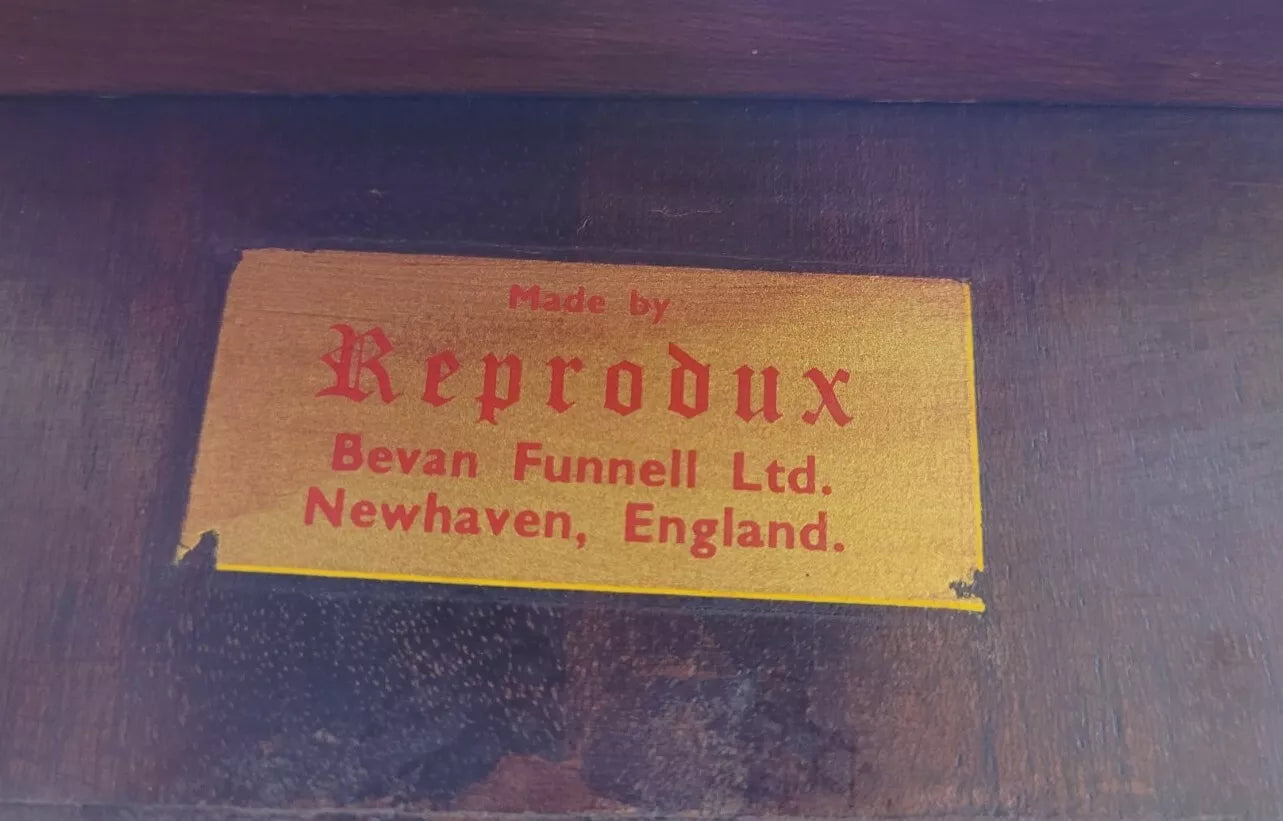 Made by
Reprodux
Bevan Funnell Ltd.
Newhaven, England.